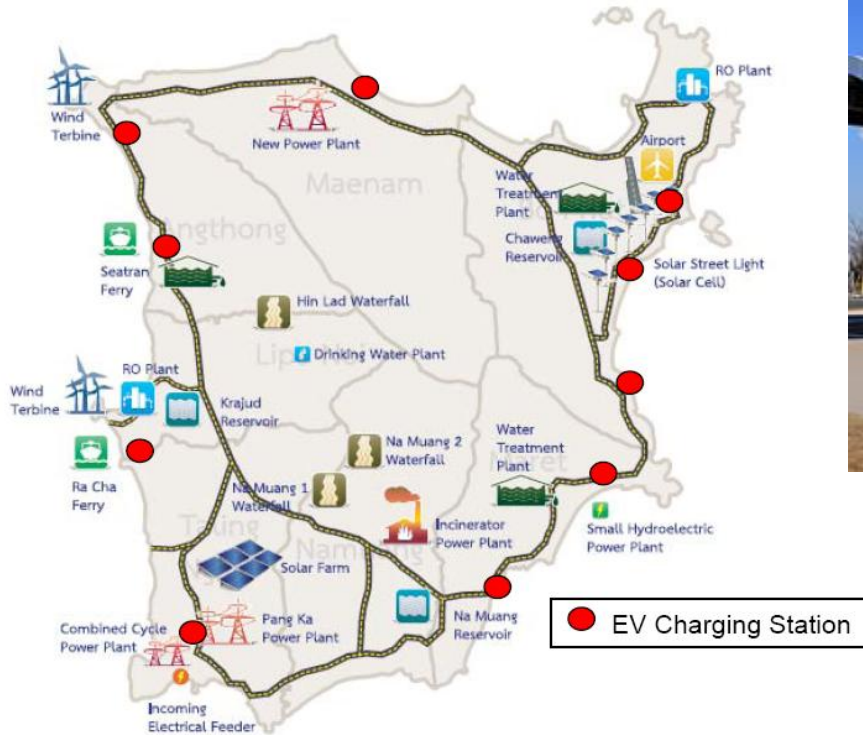 Wind
Terbine
New Power Plant
RO Plant
Airport
Maenam
Water
Treatment
Plant
Chaweng
Reservoir
Angthong
Seatran
Ferry
Solar Street Light
(Solar Cell)
Hin Lad Waterfall
Drinking Water Plant
Wind
Terbine
RO Plant
Krajud
Reservoir
Ra Cha
Ferry
Na Muang 2
Waterfall
Water
Treatment
Plant
Maret
Na Muang 1
Waterfall
Incinerator
Power Plant
Small Hydroelectric
Power Plant
Taling
Solar Farm
Combined Cycle
Power Plant
Pang Ka
Power Plant
Na Muang
Reservoir
EV Charging Station
Incoming
Electrical Feeder